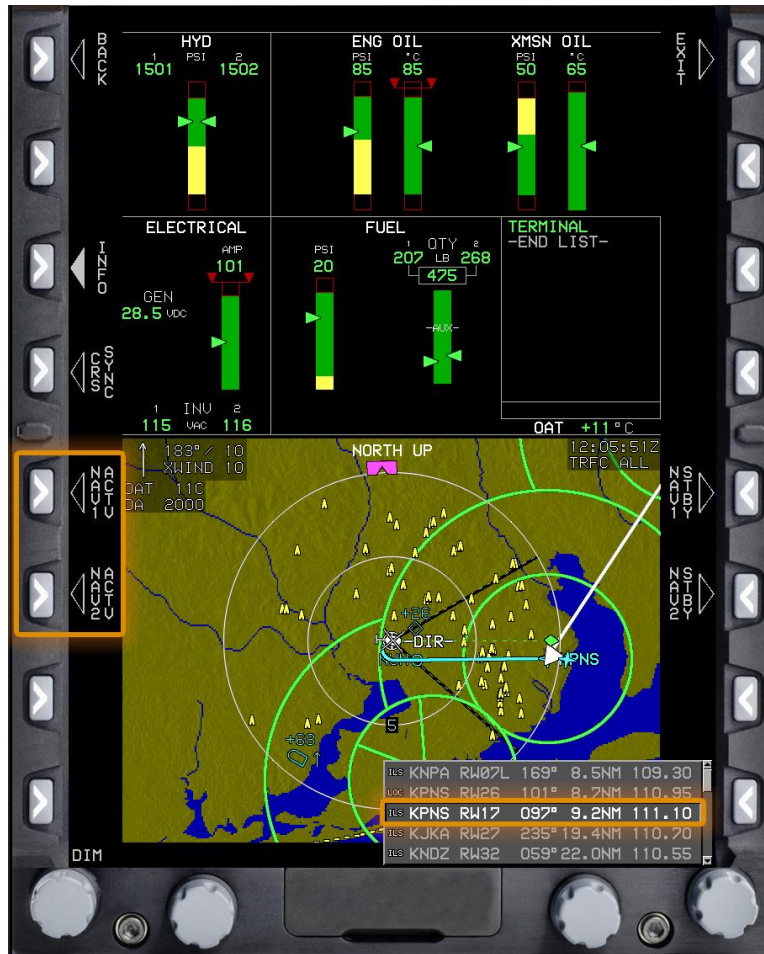 BACK
HYD
PSI
1 2
1501 1502
ENG OIL
PSI °C
85 85
XMSN OIL
PSI °C
50 65
EXIT
INFO
ELECTRICAL
AMP
101
GEN
28.5 VDC
1 INV 2
115 VAC 116
FUEL
PSI
20
1 QTY 2
207 LB 268
475
-AUX-
TERMINAL
-END LIST-
OAT +11°C
CRS SYNC
NAV1 ACTV
NAV2 ACTV
NAV1 STBY
NAV2 STBY
183°/ 10
XWIND 10
OAT 11C
DA 2000
NORTH UP
12:05:51Z
TRFC ALL
+26
-DIR-
KPNS
5
+68
ILS KNPA RW07L 169° 8.5NM 109.30
LOC KPNS RW26 101° 8.7NM 110.95
ILS KPNS RW17 097° 9.2NM 111.10
ILS KJKA RW27 235° 19.4NM 110.70
ILS KNDZ RW32 059° 22.0NM 110.55
DIM